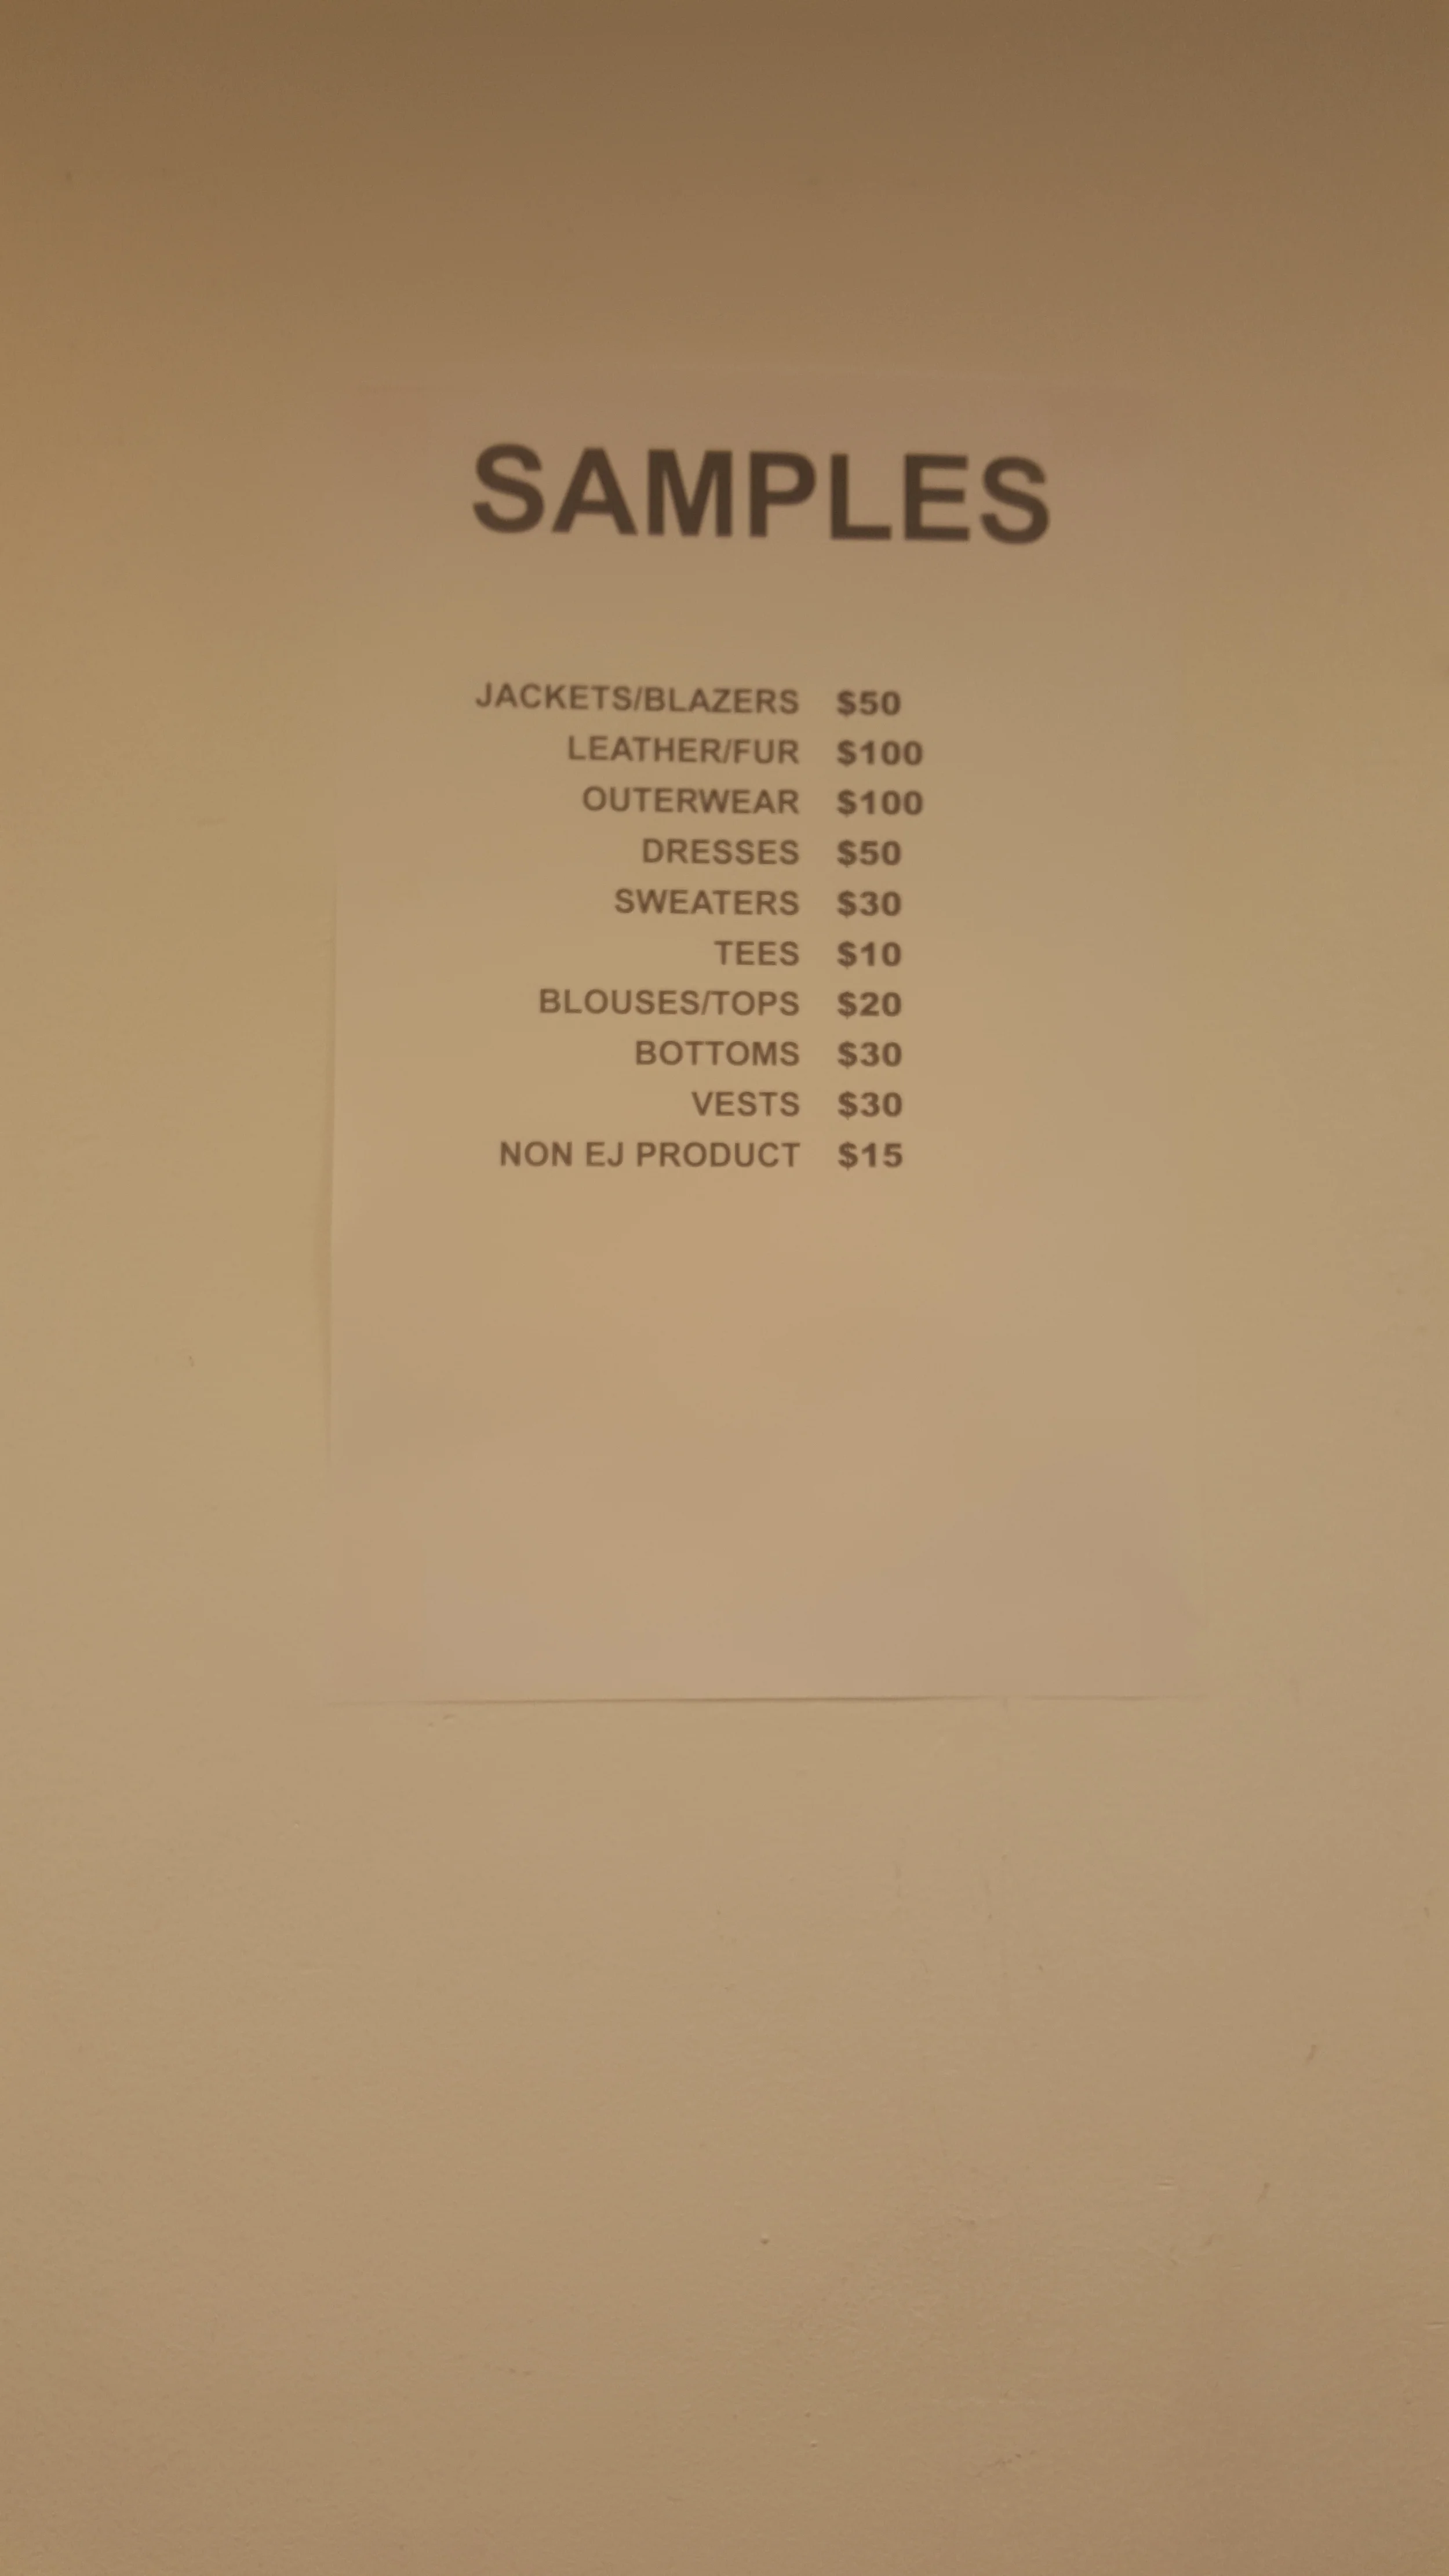 SAMPLES
JACKETS/BLAZERS $50
LEATHER/FUR $100
OUTERWEAR $100
DRESSES $50
SWEATERS $30
TEES $10
BLOUSES/TOPS $20
BOTTOMS $30
VESTS $30
NON EJ PRODUCT $15